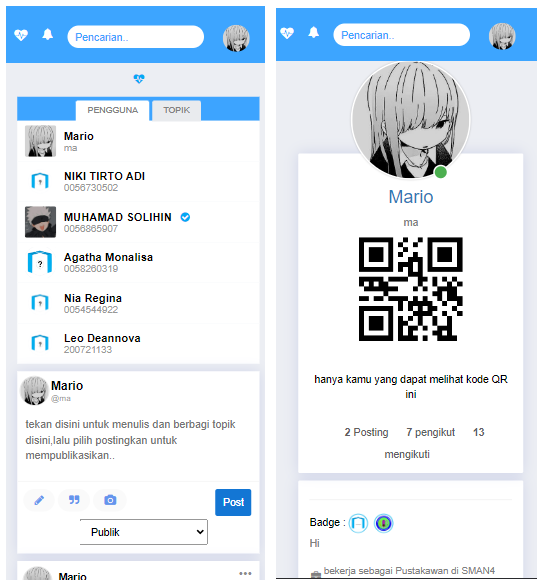 Pencarian..
PENGGUNA
TOPIK
Mario
ma
NIKI TIRTO ADI
0056730502
MUHAMAD SOLIHIN
0056865907
Agatha Monalisa
0058260319
Nia Regina
0054544922
Leo Deannova
200721133
Mario
@ma
tekan disini untuk menulis dan berbagi topik
disini,lalu pilih postingkan untuk
mempublikasikan..
Post
Publik
Mario
Pencarian..
Mario
ma
hanya kamu yang dapat melihat kode QR
ini
2 Posting 7 pengikut 13
mengikuti
Badge :
Hi
bekerja sebagai Pustakawan di SMAN4